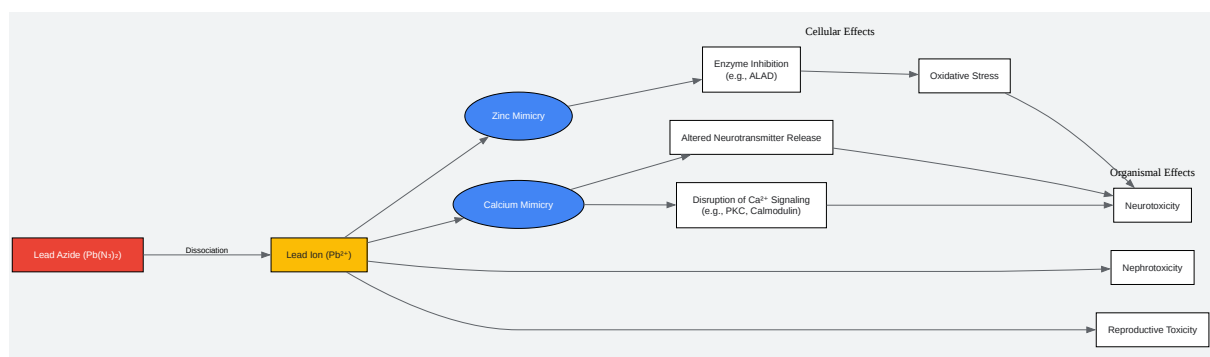 Cellular Effects
Enzyme Inhibition
(e.g., ALAD)
Oxidative Stress
Zinc Mimicry
Altered Neurotransmitter Release
Organismal Effects
Calcium Mimicry
Disruption of Ca²⁺ Signaling
(e.g., PKC, Calmodulin)
Neurotoxicity
Lead Azide (Pb(N₃)₂)
Dissociation
Lead Ion (Pb²⁺)
Nephrotoxicity
Reproductive Toxicity